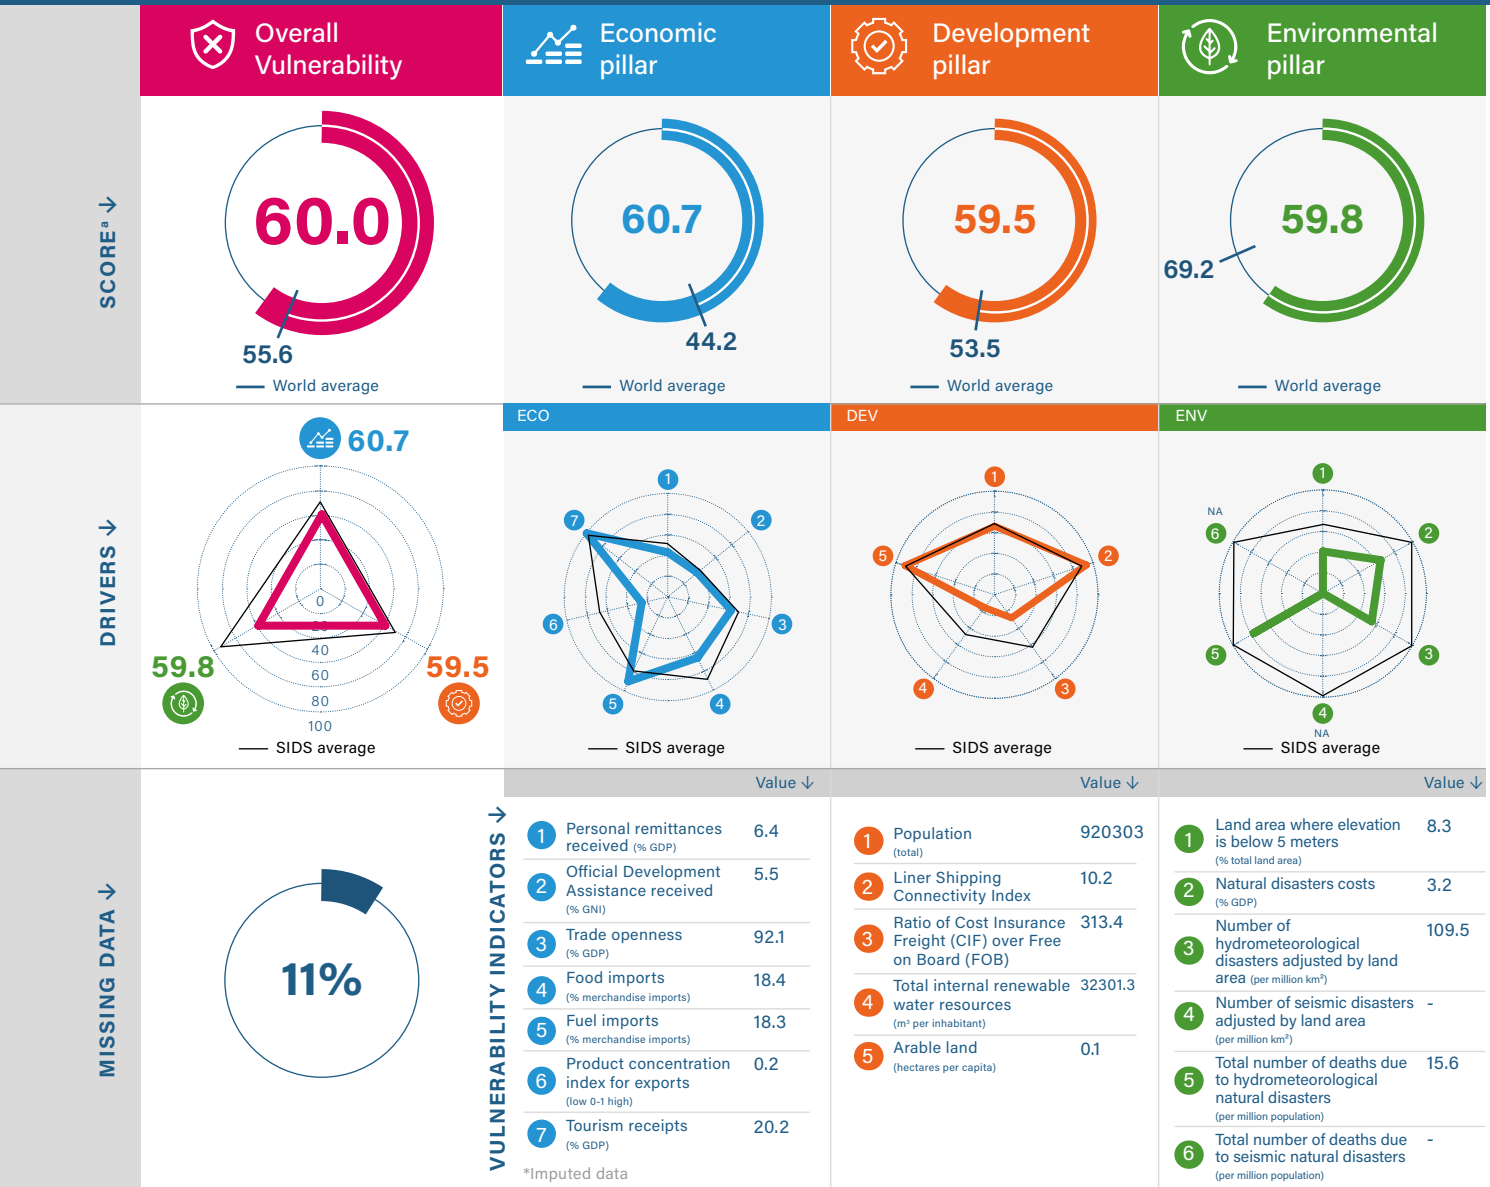 Overall
Vulnerability
Economic
pillar
Development
pillar
Environmental
pillar
SCOREª →
60.0
55.6
World average
60.7
44.2
World average
59.5
53.5
World average
59.8
69.2
World average
DRIVERS →
60.7
0
20
40
60
80
100
59.8
59.5
SIDS average
ECO
1
2
3
4
5
6
7
SIDS average
DEV
1
2
3
4
5
SIDS average
ENV
1
2
3
4
NA
5
6
NA
SIDS average
MISSING DATA →
11%
VULNERABILITY INDICATORS →
Value ↓
1 Personal remittances 6.4
received (% GDP)
2 Official Development 5.5
Assistance received
(% GNI)
3 Trade openness 92.1
(% GDP)
4 Food imports 18.4
(% merchandise imports)
5 Fuel imports 18.3
(% merchandise imports)
6 Product concentration 0.2
index for exports
(low 0-1 high)
7 Tourism receipts 20.2
(% GDP)
*Imputed data
Value ↓
1 Population 920303
(total)
2 Liner Shipping 10.2
Connectivity Index
3 Ratio of Cost Insurance 313.4
Freight (CIF) over Free
on Board (FOB)
4 Total internal renewable 32301.3
water resources
(m³ per inhabitant)
5 Arable land 0.1
(hectares per capita)
Value ↓
1 Land area where elevation 8.3
is below 5 meters
(% total land area)
2 Natural disasters costs 3.2
(% GDP)
3 Number of 109.5
hydrometeorological
disasters adjusted by land
area (per million km²)
4 Number of seismic disasters -
adjusted by land area
(per million km²)
5 Total number of deaths due 15.6
to hydrometeorological
natural disasters
(per million population)
6 Total number of deaths due -
to seismic natural disasters
(per million population)